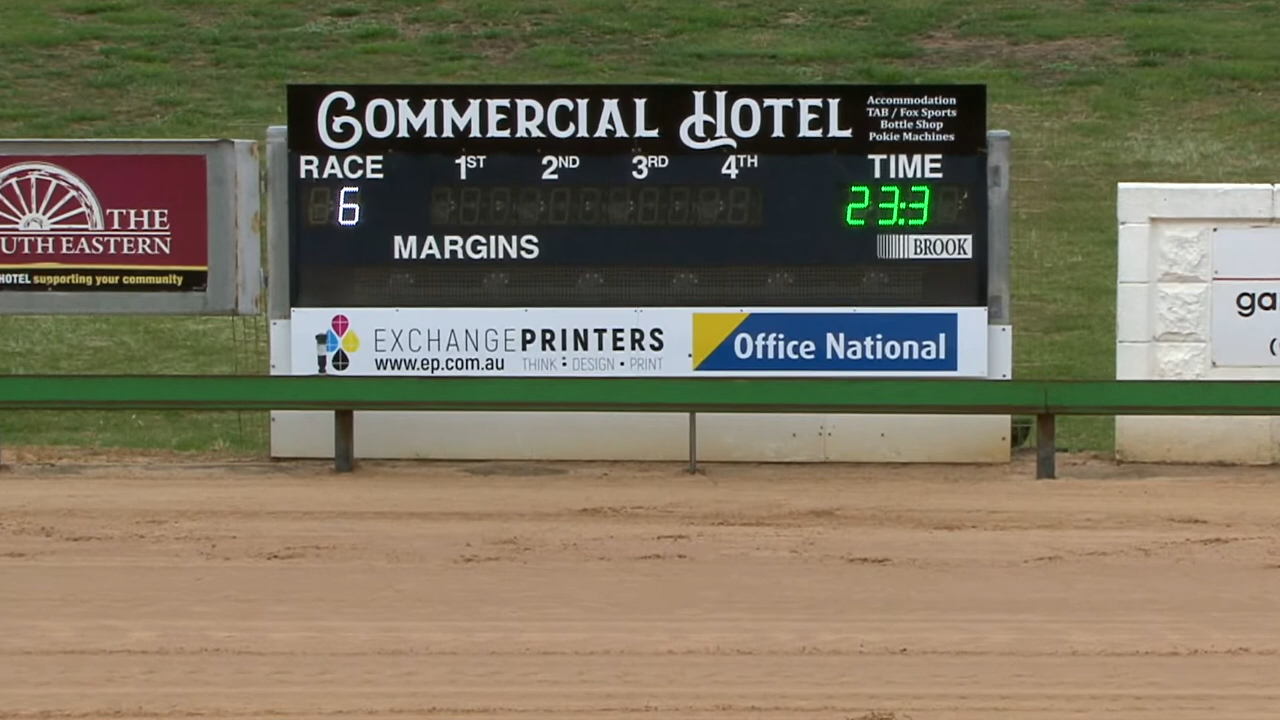 COMMERCIAL HOTEL
Accommodation
TAB / Fox Sports
Bottle Shop
Pokie Machines
RACE 1ST 2ND 3RD 4TH TIME
6 23:3
MARGINS
BROOK
THE
UTH EASTERN
HOTEL supporting your community
EXCHANGEPRINTERS
www.ep.com.au THINK : DESIGN • PRINT
Office National
ga
(